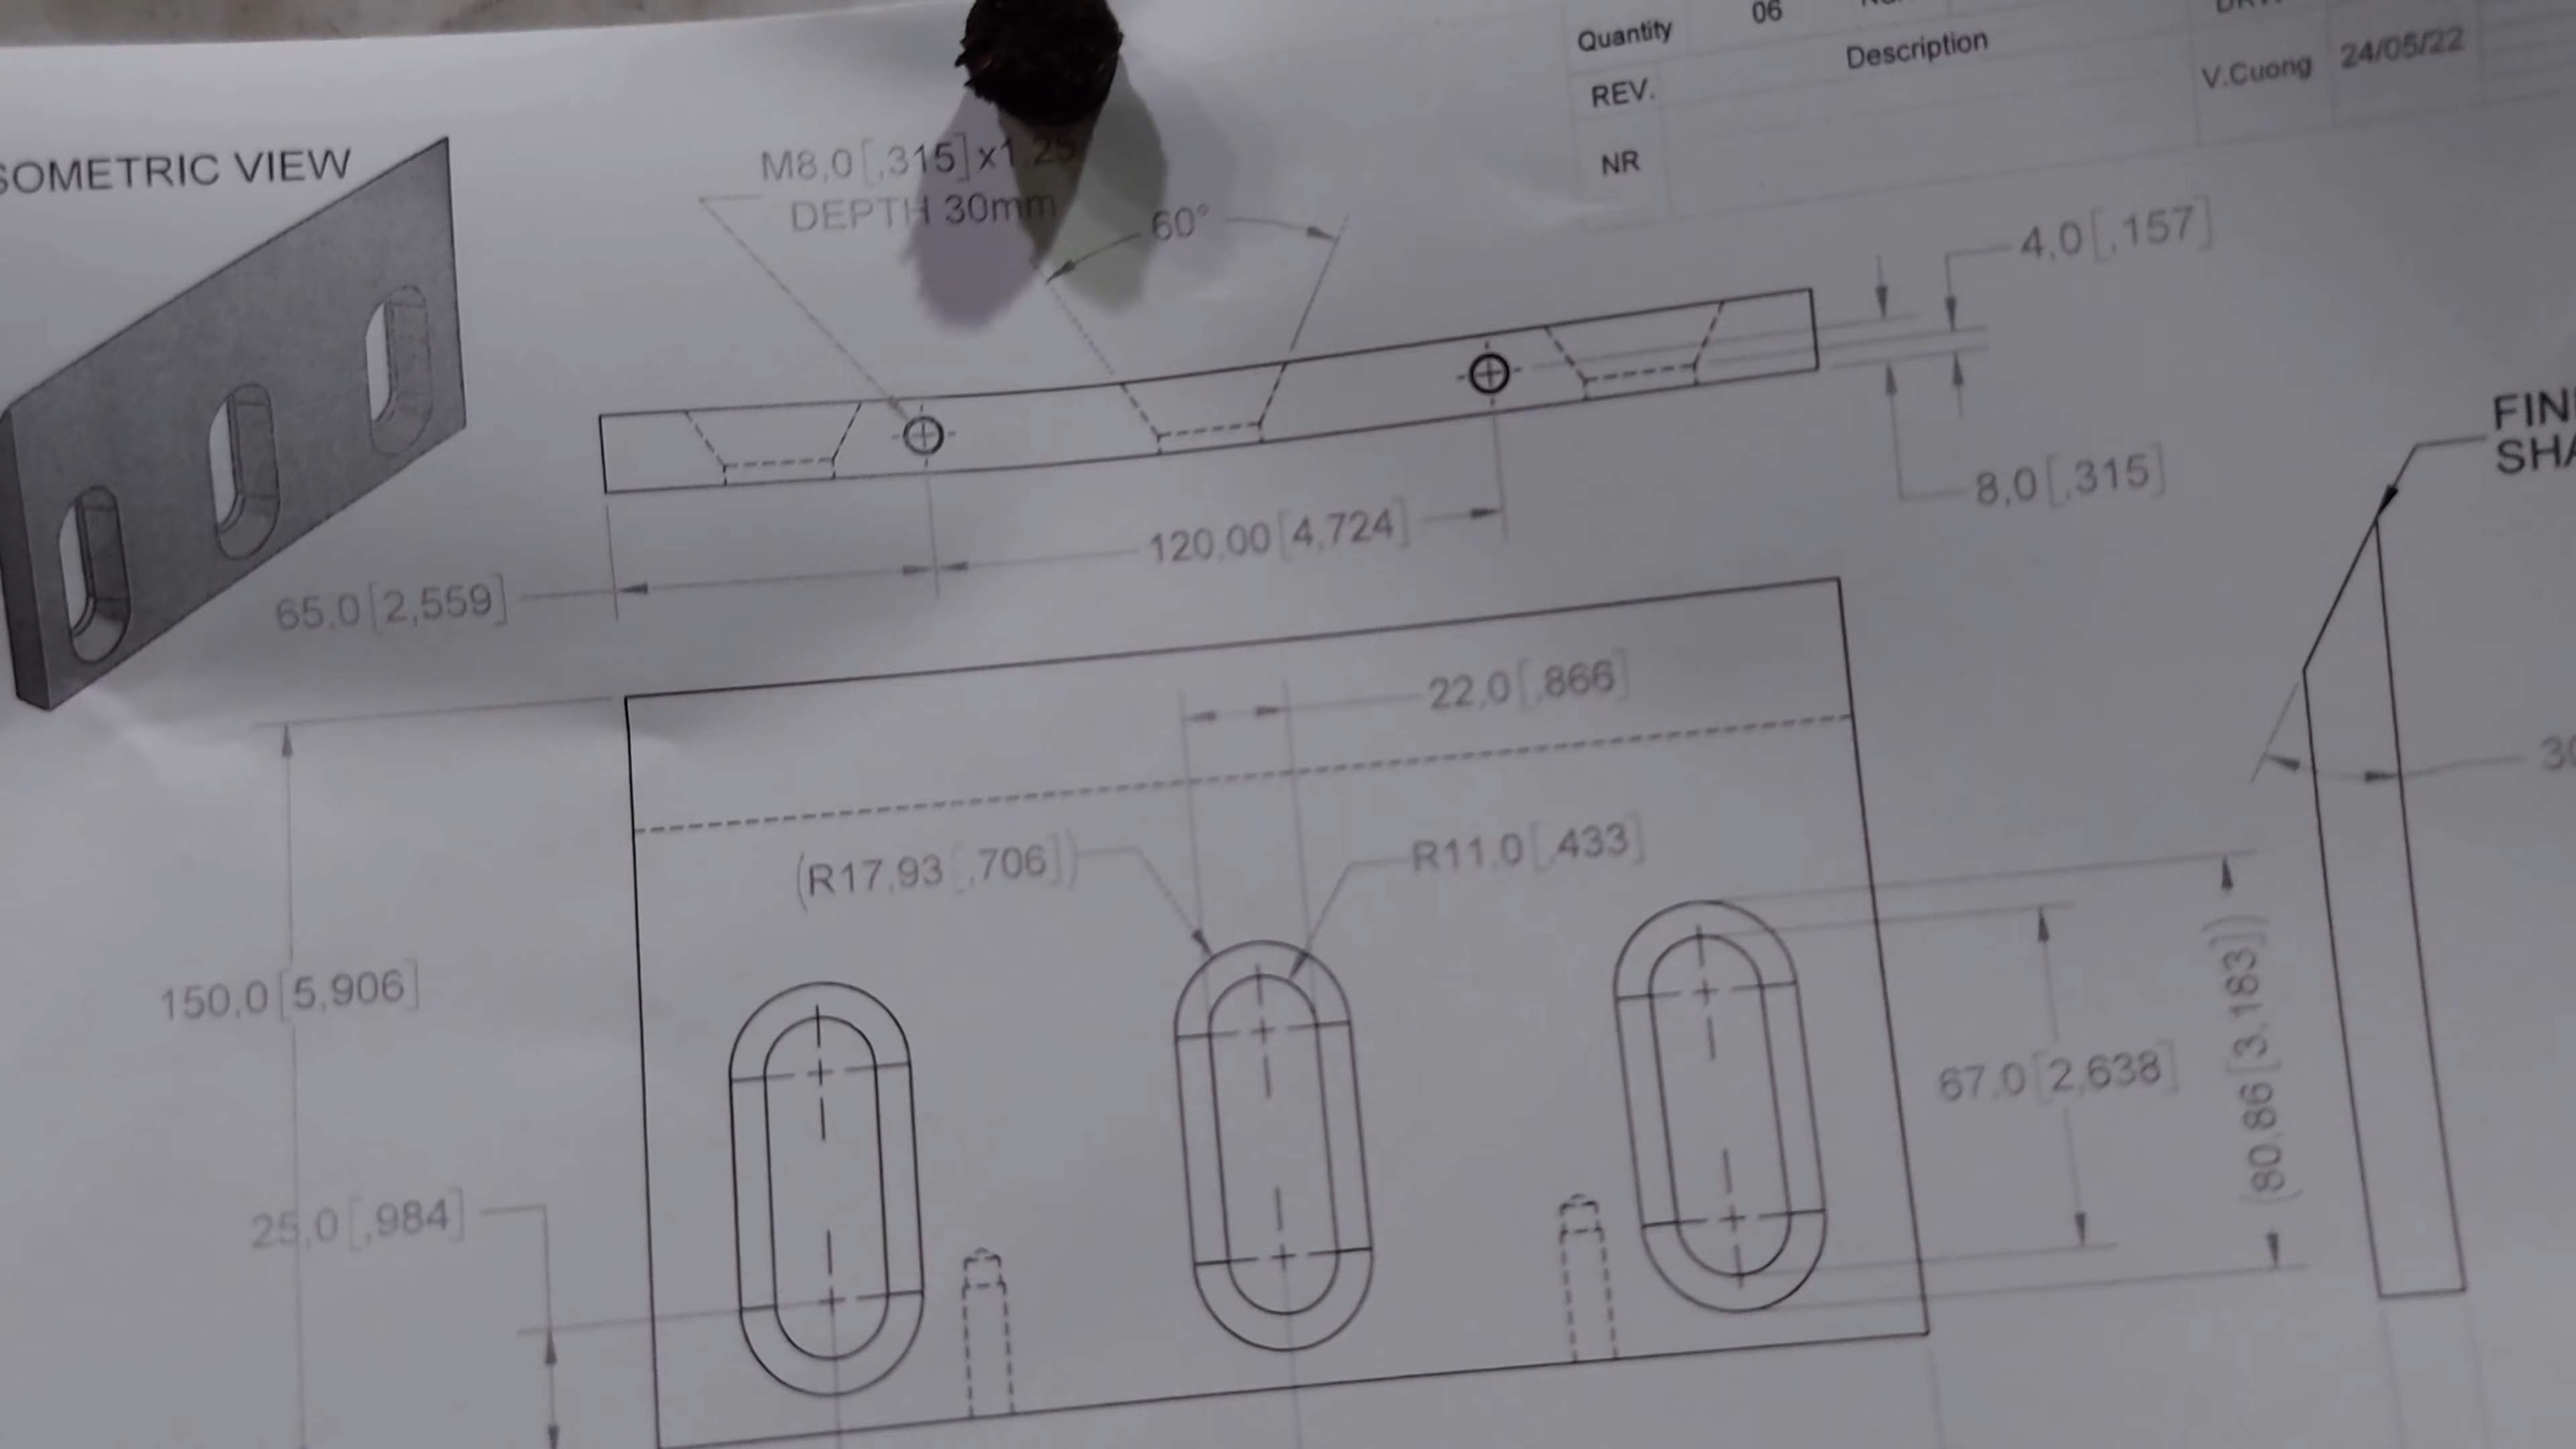 Quantity 06
Description
REV.
V.Cuong 24/05/22
NR
SOMETRIC VIEW
M8,0[,315]x1.25
DEPTH 30mm
60°
4,0[,157]
8,0[,315]
120,00[4,724]
65,0[2,559]
22,0[,866]
(R17,93[,706])
R11,0[,433]
150,0[5,906]
67,0[2,638]
(80,86[3,183])
25,0[,984]
30